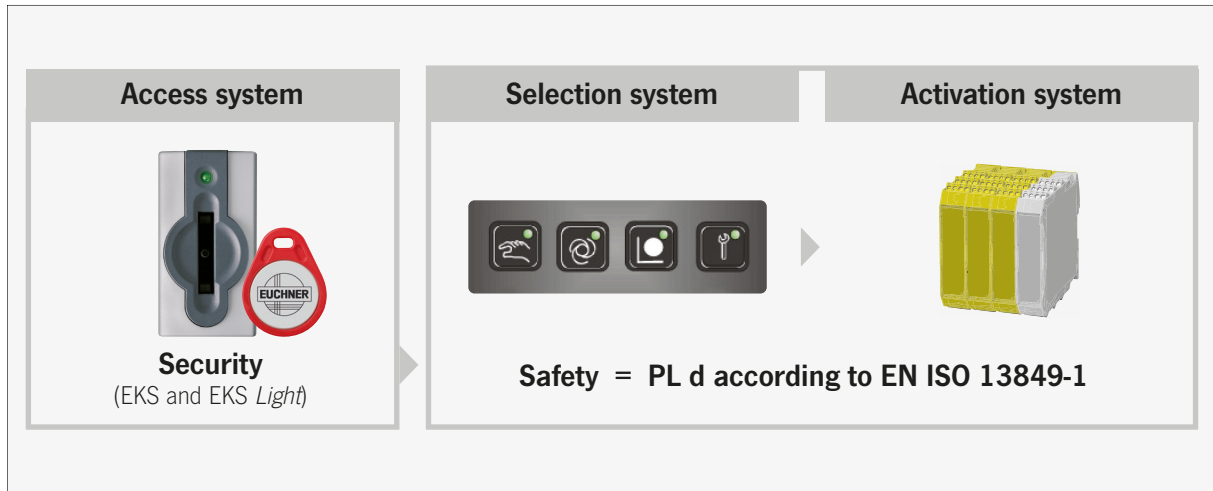 Access system
Selection system
Activation system
EUCHNER
Security
(EKS and EKS Light)
Safety = PL d according to EN ISO 13849-1